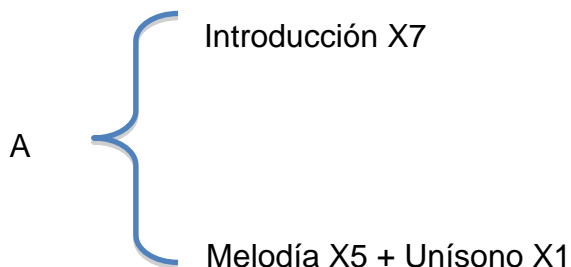 Introducción X7
A
Melodía X5 + Unísono X1